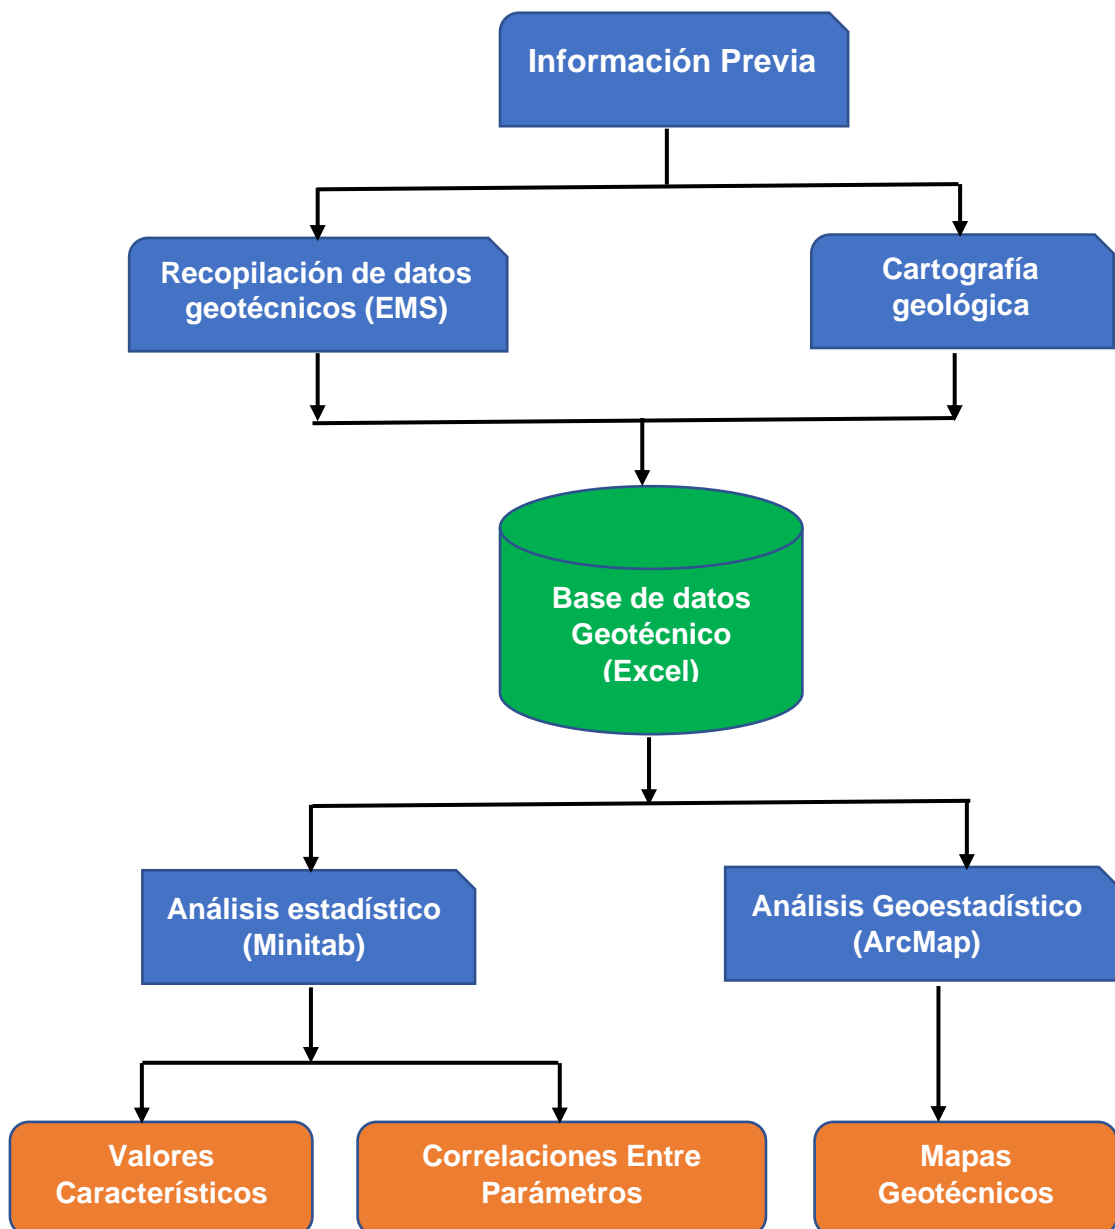 Información Previa
Recopilación de datos
geotécnicos (EMS)
Cartografía
geológica
Base de datos
Geotécnico
(Excel)
Análisis estadístico
(Minitab)
Análisis Geoestadístico
(ArcMap)
Valores
Característicos
Correlaciones Entre
Parámetros
Mapas
Geotécnicos